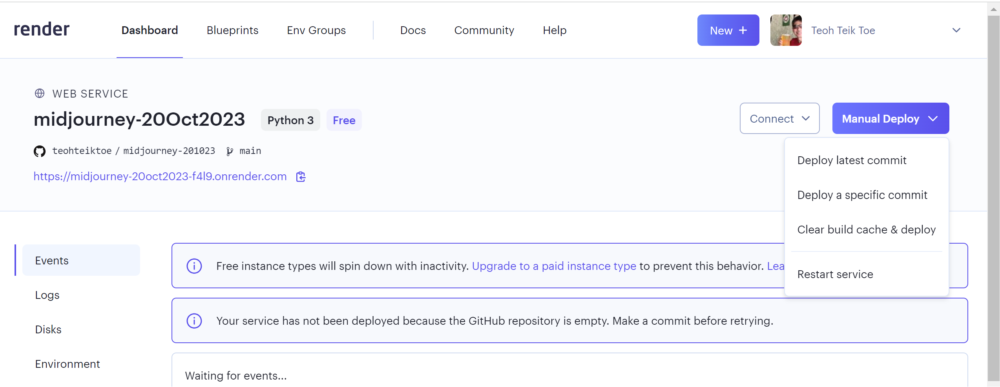 render
Dashboard
Blueprints
Env Groups
Docs
Community
Help
New +
Teoh Teik Toe
WEB SERVICE
midjourney-20Oct2023
Python 3
Free
Connect
Manual Deploy
teohteiktoe / midjourney-201023
main
https://midjourney-20oct2023-f4l9.onrender.com
Deploy latest commit
Deploy a specific commit
Clear build cache & deploy
Restart service
Events
Logs
Disks
Environment
Free instance types will spin down with inactivity. Upgrade to a paid instance type to prevent this behavior. Lea
Your service has not been deployed because the GitHub repository is empty. Make a commit before retrying.
Waiting for events...